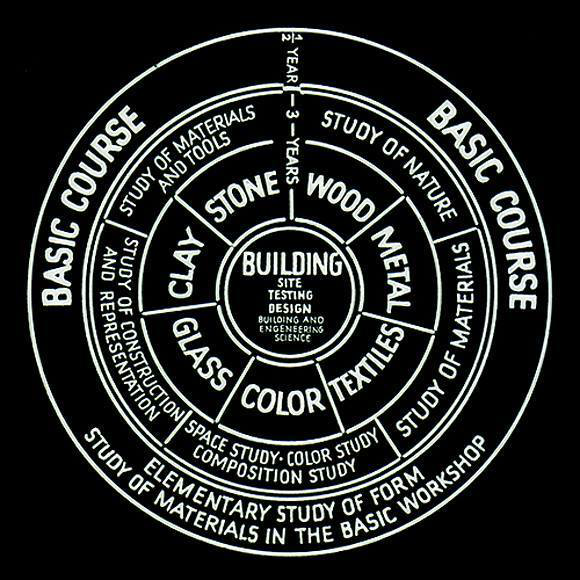 ½ YEAR
BASIC COURSE
BASIC COURSE
ELEMENTARY STUDY OF FORM
STUDY OF MATERIALS IN THE BASIC WORKSHOP
3 YEARS
STUDY OF NATURE
STUDY OF MATERIALS
SPACE STUDY · COLOR STUDY
COMPOSITION STUDY
STUDY OF CONSTRUCTION
AND REPRESENTATION
STUDY OF MATERIALS
AND TOOLS
WOOD
METAL
TEXTILES
COLOR
GLASS
CLAY
STONE
BUILDING
SITE
TESTING
DESIGN
BUILDING AND
ENGENEERING
SCIENCE